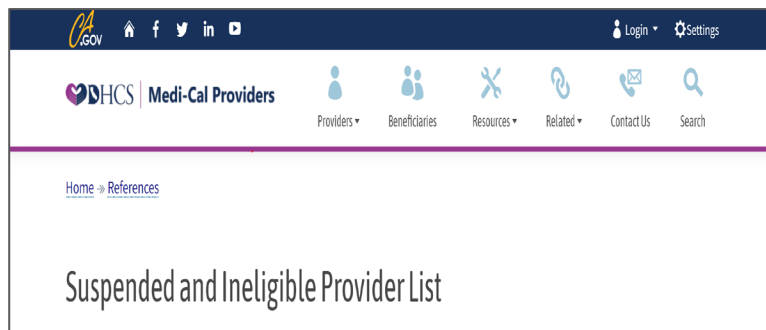 CA.GOV
Login Settings
DHCS Medi-Cal Providers
Providers Beneficiaries Resources Related Contact Us Search
Home References
Suspended and Ineligible Provider List